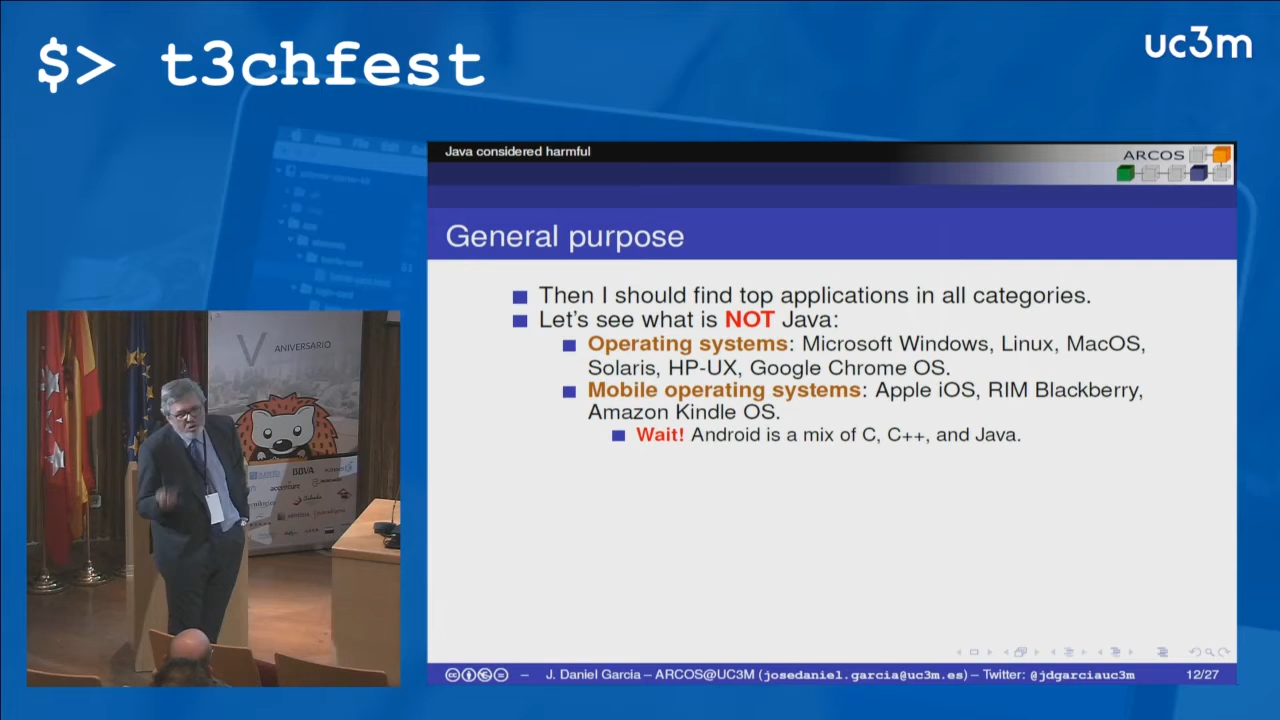 $> t3chfest
uc3m
Java considered harmful
ARCOS
General purpose
Then I should find top applications in all categories.
Let's see what is NOT Java:
Operating systems: Microsoft Windows, Linux, MacOS,
Solaris, HP-UX, Google Chrome OS.
Mobile operating systems: Apple iOS, RIM Blackberry,
Amazon Kindle OS.
Wait! Android is a mix of C, C++, and Java.
V ANIVERSARIO
BBVA
accenture
J. Daniel Garcia – ARCOS@UC3M (josedaniel.garcia@uc3m.es) – Twitter: @jdgarciauc3m
12/27